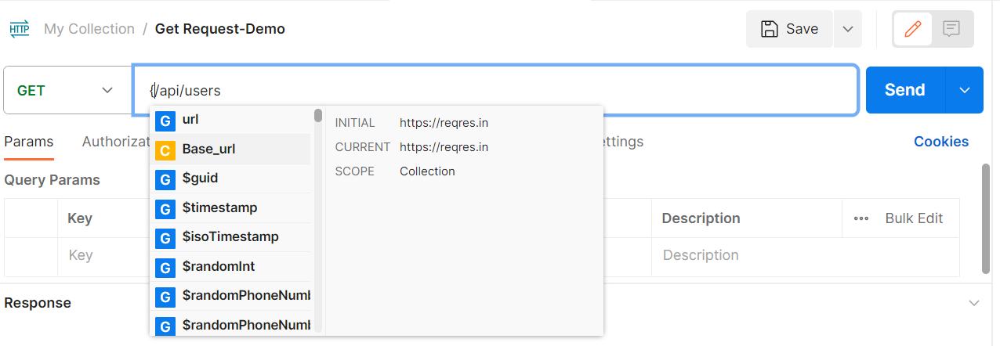 HTTP My Collection / Get Request-Demo Save
GET {/api/users Send
Params Authorizat ettings Cookies
Query Params
Key Description ••• Bulk Edit
Key Description
Response
G url
C Base_url
G $guid
G $timestamp
G $isoTimestamp
G $randomInt
G $randomPhoneNumb
G $randomPhoneNumb
INITIAL https://reqres.in
CURRENT https://reqres.in
SCOPE Collection